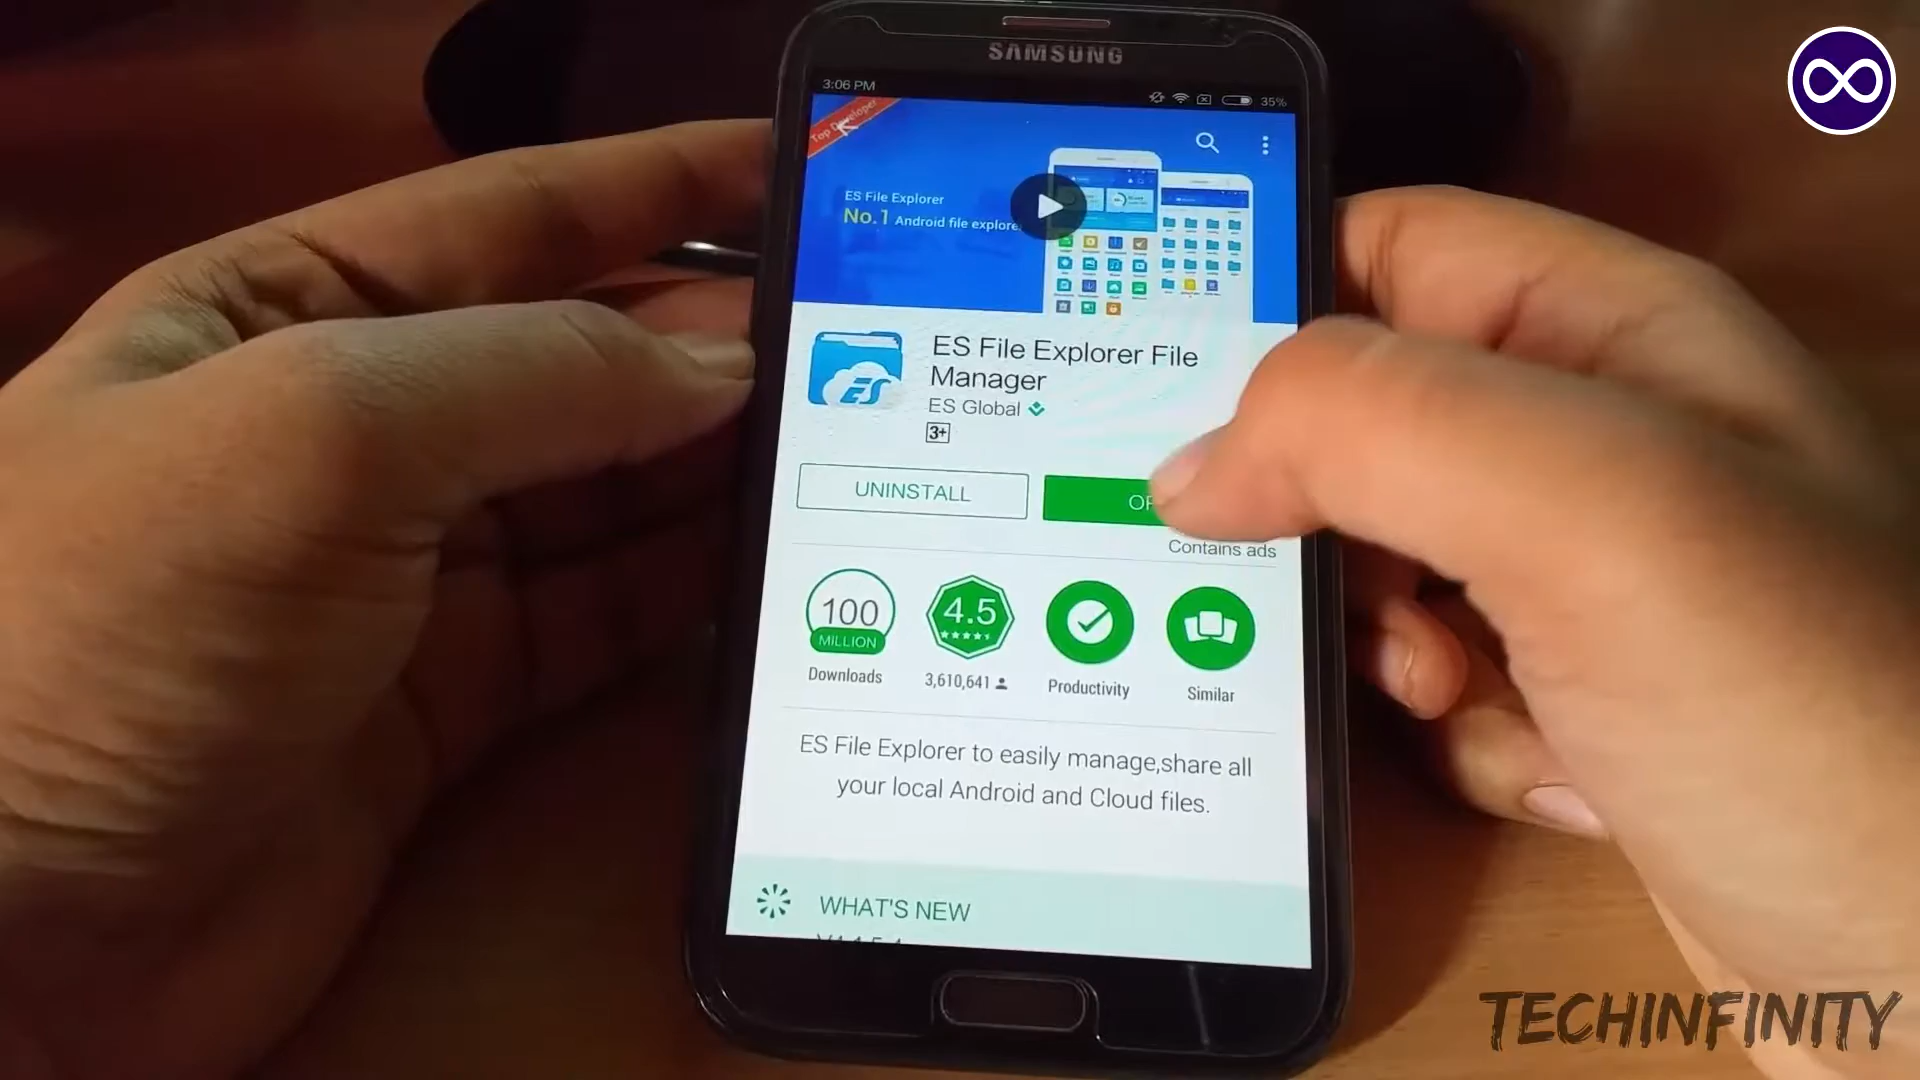 SAMSUNG
3:06 PM
35%
Top Developer
ES File Explorer
No.1 Android file explore
ES File Explorer File
Manager
ES Global
3+
UNINSTALL
OP
Contains ads
100
MILLION
Downloads
4.5
3,610,641
Productivity
Similar
ES File Explorer to easily manage,share all
your local Android and Cloud files.
WHAT'S NEW
TECHINFINITY